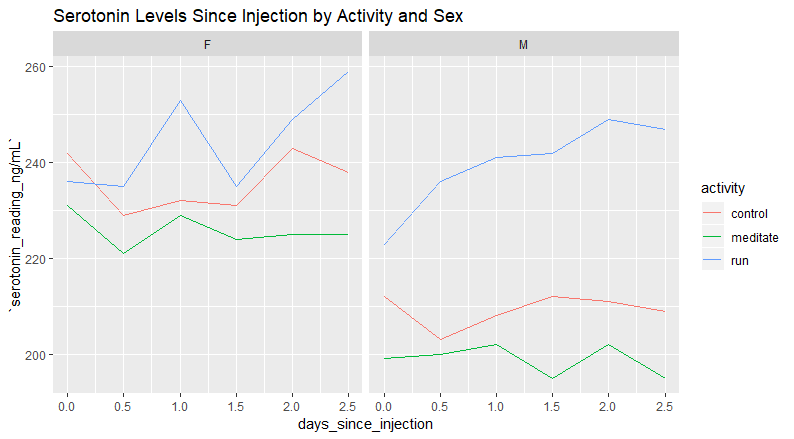 Serotonin Levels Since Injection by Activity and Sex
F M
260
240
220
200
`serotonin_reading_ng/mL`
0.0 0.5 1.0 1.5 2.0 2.5 0.0 0.5 1.0 1.5 2.0 2.5
days_since_injection
activity
control
meditate
run